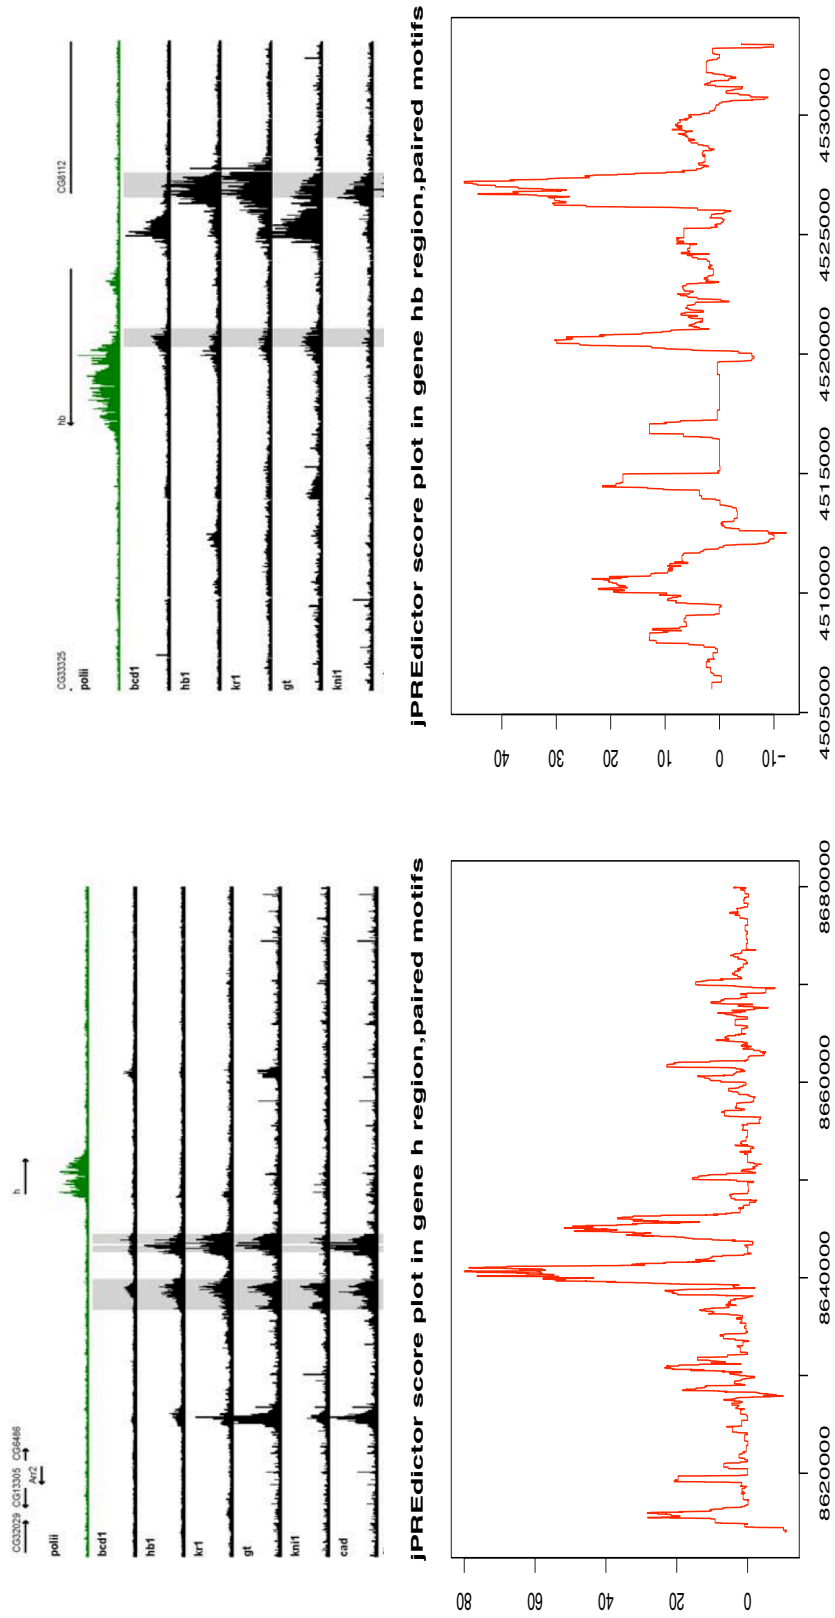 CG33325 hb CG8112
polii
bcd1
hb1
kr1
gt
kni1
jPREdictor score plot in gene hb region,paired motifs
40
30
20
10
0
-10
4505000 4510000 4515000 4520000 4525000 4530000
CG32029 CG13305 CG6486 h
Arr2
polii
bcd1
hb1
kr1
gt
kni1
cad
jPREdictor score plot in gene h region,paired motifs
80
60
40
20
0
8620000 8640000 8660000 8680000